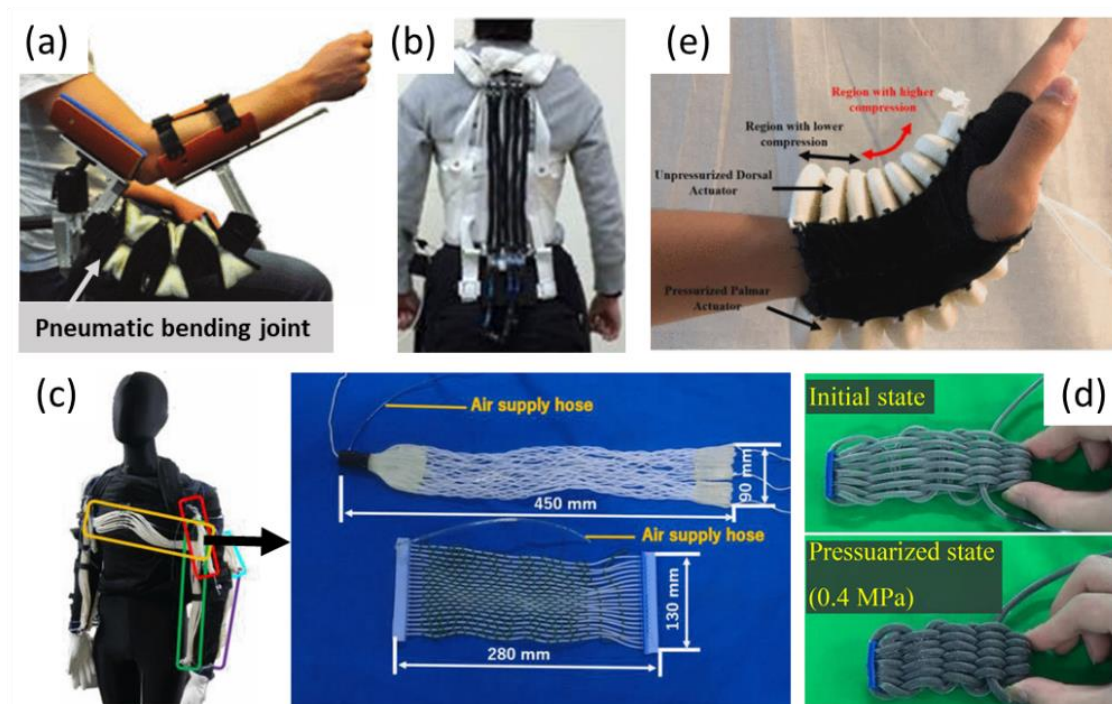 (a)
Pneumatic bending joint
(b)
(e)
Region with higher
compression
Region with lower
compression
Unpressurized Dorsal
Actuator
Pressurized Palmar
Actuator
(c)
Air supply hose
90 mm
450 mm
Air supply hose
130 mm
280 mm
(d)
Initial state
Pressuarized state
(0.4 MPa)